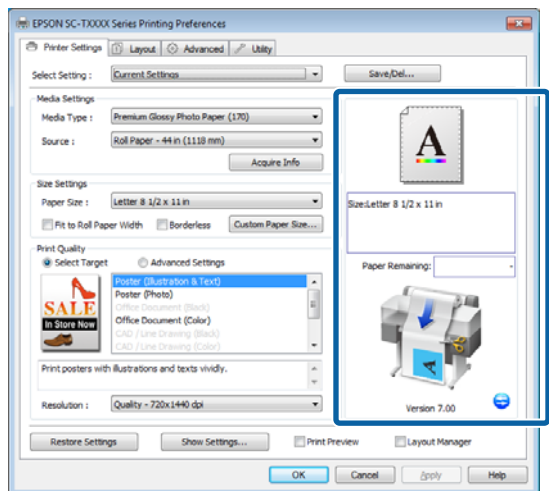 EPSON SC-TXXXX Series Printing Preferences
Printer Settings Layout Advanced Utility
Select Setting : Current Settings Save/Del...
Media Settings
Media Type : Premium Glossy Photo Paper (170)
Source : Roll Paper - 44 in (1118 mm)
Acquire Info
Size Settings
Paper Size : Letter 8 1/2 x 11 in
Fit to Roll Paper Width Borderless Custom Paper Size...
Print Quality
Select Target Advanced Settings
SALE
In Store Now
Poster (Illustration & Text)
Poster (Photo)
Office Document (Black)
Office Document (Color)
CAD / Line Drawing (Black)
CAD / Line Drawing (Color)
Print posters with illustrations and texts vividly.
Resolution : Quality - 720x1440 dpi
A
Size:Letter 8 1/2 x 11 in
Paper Remaining:
A
Version 7.00
Restore Settings Show Settings... Print Preview Layout Manager
OK Cancel Apply Help